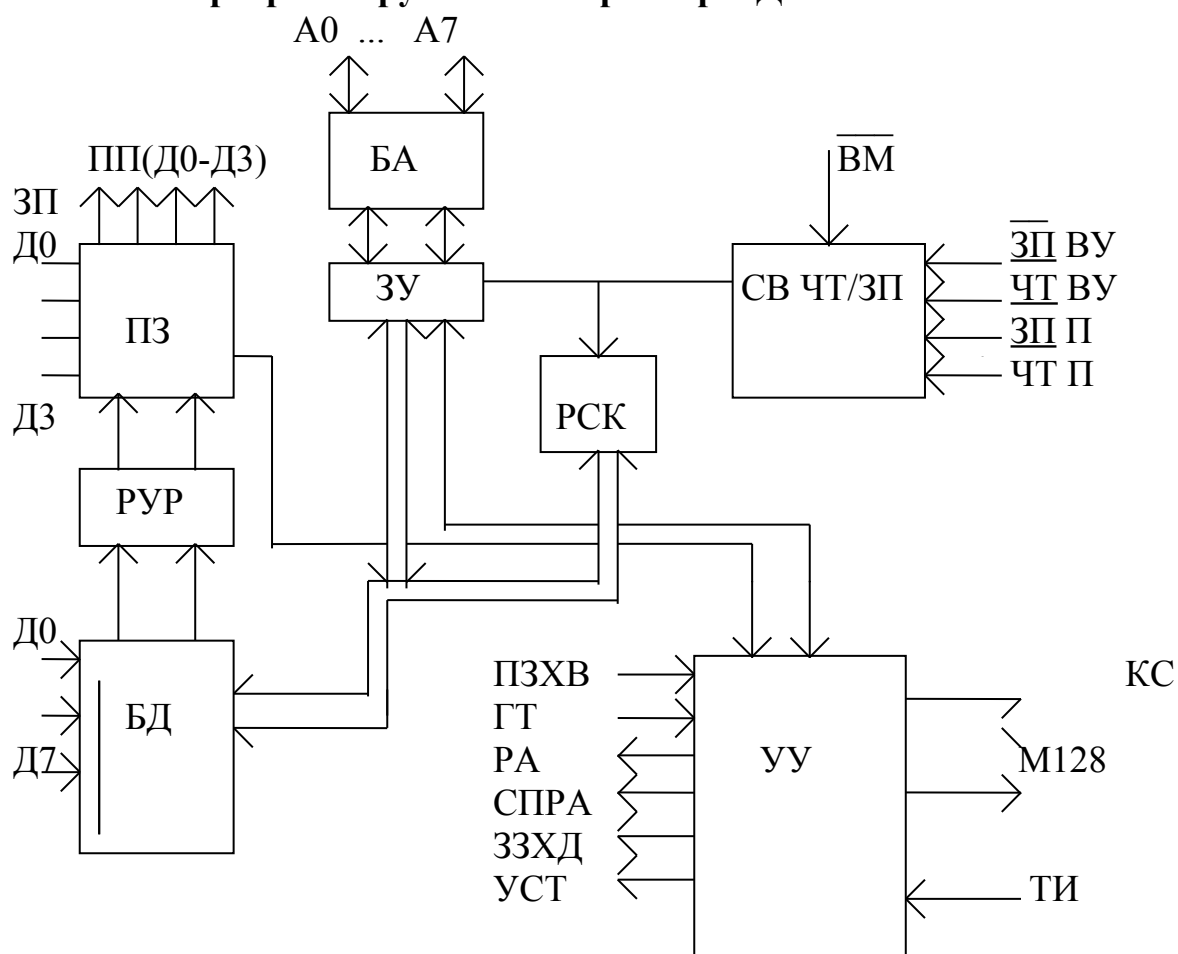 А0 ... А7
ПП(Д0-Д3)
БА
ВМ
ЗП
Д0
ЗП ВУ
ЗУ
СВ ЧТ/ЗП
ЧТ ВУ
ПЗ
ЗП П
ЧТ П
Д3
РСК
РУР
Д0
ПЗХВ
КС
БД
ГТ
Д7
РА
УУ
М128
СПРА
ЗЗХД
УСТ
ТИ